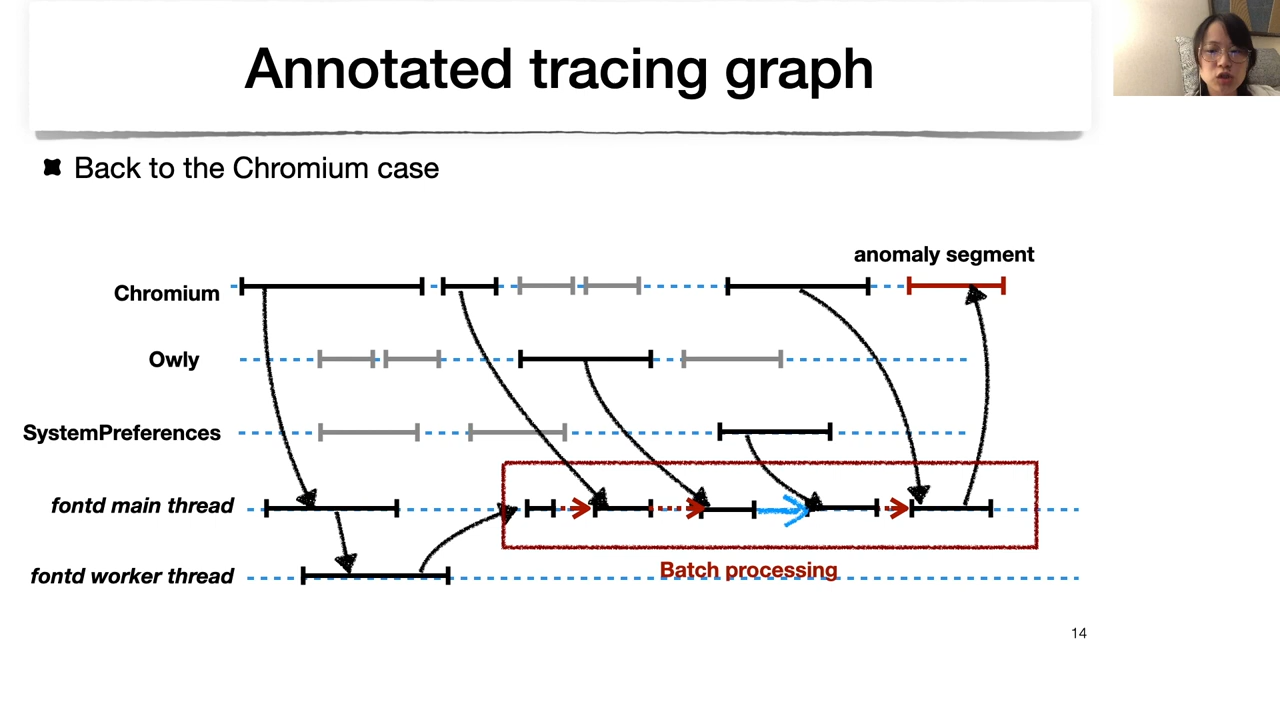 Annotated tracing graph
Back to the Chromium case
anomaly segment
Chromium
Owly
SystemPreferences
fontd main thread
fontd worker thread
Batch processing
14